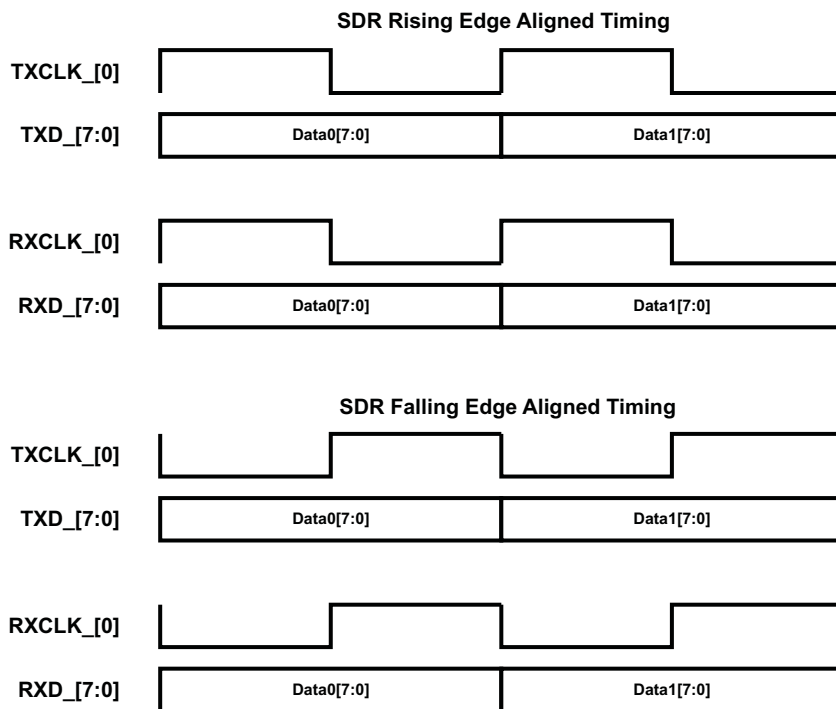 SDR Rising Edge Aligned Timing
TXCLK_[0]
TXD_[7:0] Data0[7:0] Data1[7:0]
RXCLK_[0]
RXD_[7:0] Data0[7:0] Data1[7:0]
SDR Falling Edge Aligned Timing
TXCLK_[0]
TXD_[7:0] Data0[7:0] Data1[7:0]
RXCLK_[0]
RXD_[7:0] Data0[7:0] Data1[7:0]